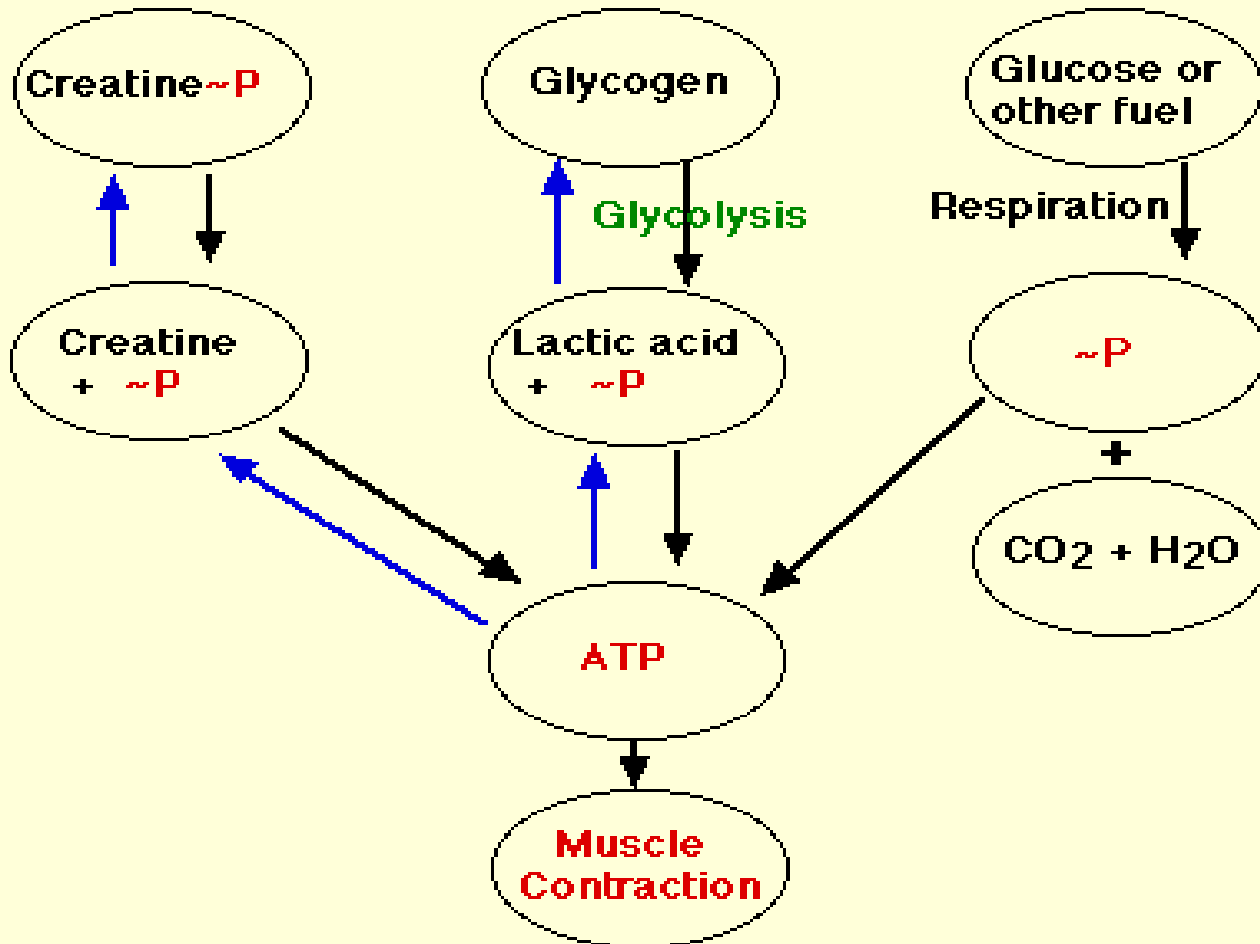 Creatine~P
Glycogen
Glucose or
other fuel
Glycolysis
Respiration
Creatine
+ ~P
Lactic acid
+ ~P
~P
+
CO2 + H2O
ATP
Muscle
Contraction